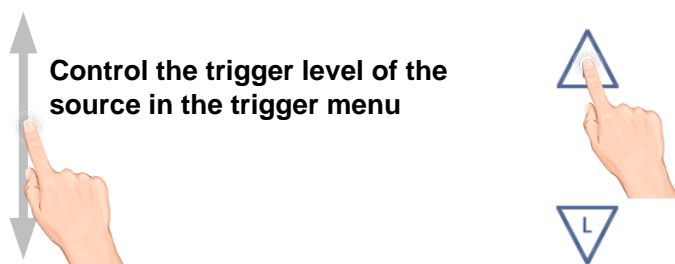 Control the trigger level of the
source in the trigger menu
L